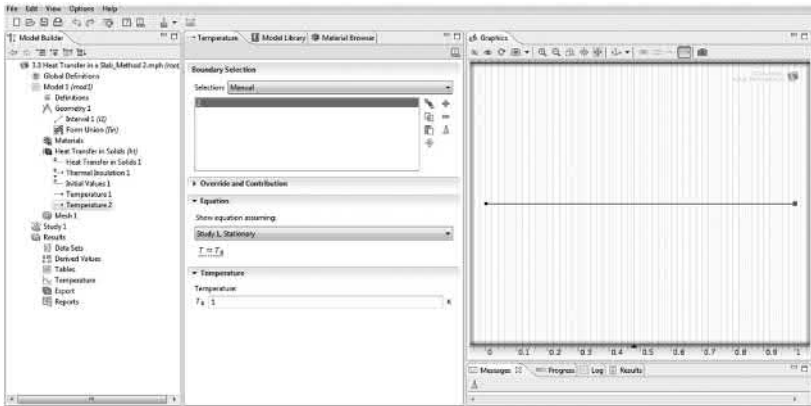 File Edit View Options Help
Model Builder
3.3 Heat Transfer in a Slab_Method 2.mph (root)
Global Definitions
Model 1 (mod1)
Definitions
Geometry 1
Interval 1 (i1)
Form Union (fin)
Materials
Heat Transfer in Solids (ht)
Heat Transfer in Solids 1
Thermal Insulation 1
Initial Values 1
Temperature 1
Temperature 2
Mesh 1
Study 1
Results
Data Sets
Derived Values
Tables
Temperature
Export
Reports
Temperature Model Library Material Browser
Boundary Selection
Selection: Manual
2
Override and Contribution
Equation
Show equation assuming:
Study 1, Stationary
T = T0
Temperature
Temperature:
T0 1 K
Graphics
0 0.1 0.2 0.3 0.4 0.5 0.6 0.7 0.8 0.9 1
Messages Progress Log Results